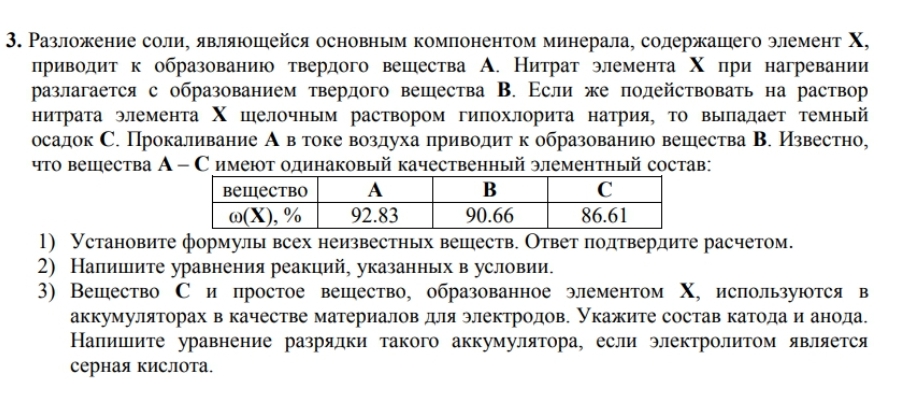 3. Разложение соли, являющейся основным компонентом минерала, содержащего элемент X,
приводит к образованию твердого вещества A. Нитрат элемента X при нагревании
разлагается с образованием твердого вещества B. Если же подействовать на раствор
нитрата элемента X щелочным раствором гипохлорита натрия, то выпадает темный
осадок C. Прокаливание A в токе воздуха приводит к образованию вещества B. Известно,
что вещества A – C имеют одинаковый качественный элементный состав:
вещество A B C
ω(X), % 92.83 90.66 86.61
1) Установите формулы всех неизвестных веществ. Ответ подтвердите расчетом.
2) Напишите уравнения реакций, указанных в условии.
3) Вещество C и простое вещество, образованное элементом X, используются в
аккумуляторах в качестве материалов для электродов. Укажите состав катода и анода.
Напишите уравнение разрядки такого аккумулятора, если электролитом является
серная кислота.